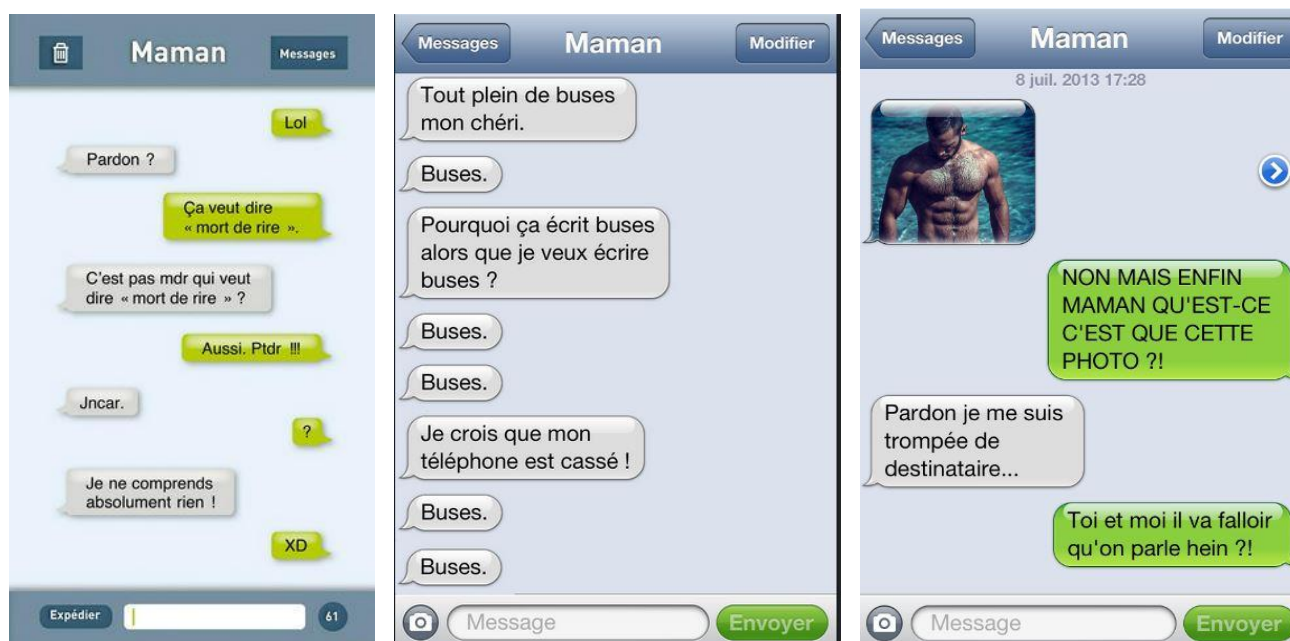 Maman
Messages
Lol
Pardon ?
Ça veut dire
« mort de rire ».
C'est pas mdr qui veut
dire « mort de rire » ?
Aussi. Ptdr !!!
Jncar.
?
Je ne comprends
absolument rien !
XD
Expédier
61
Messages
Maman
Modifier
Tout plein de buses
mon chéri.
Buses.
Pourquoi ça écrit buses
alors que je veux écrire
buses ?
Buses.
Buses.
Je crois que mon
téléphone est cassé !
Buses.
Buses.
Message
Envoyer
Messages
Maman
Modifier
8 juil. 2013 17:28
NON MAIS ENFIN
MAMAN QU'EST-CE
C'EST QUE CETTE
PHOTO ?!
Pardon je me suis
trompée de
destinataire...
Toi et moi il va falloir
qu'on parle hein ?!
Message
Envoyer